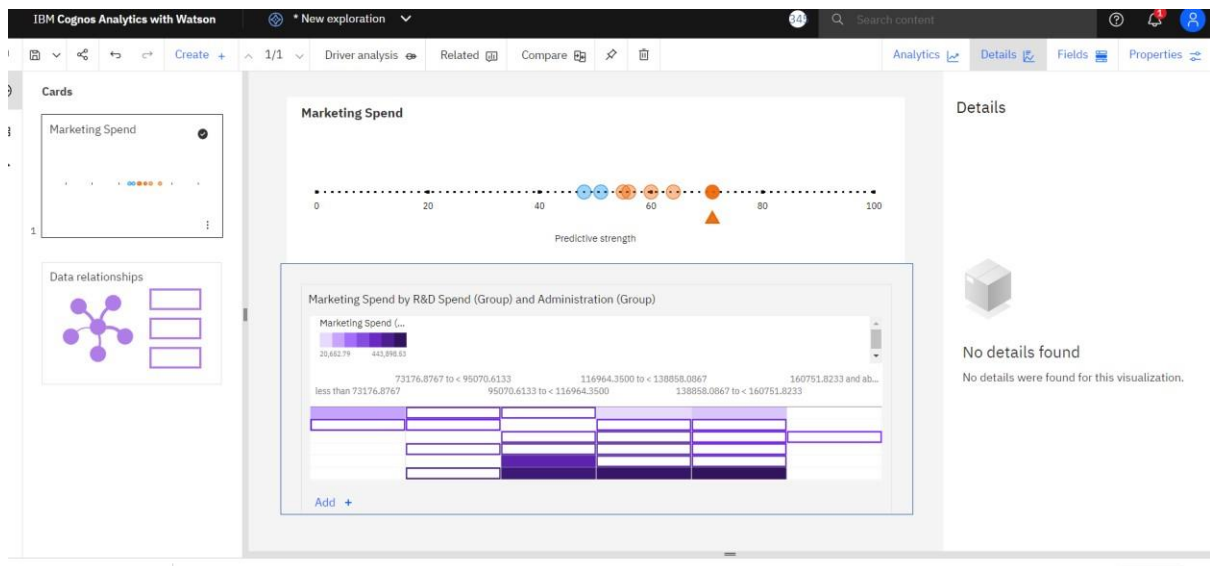 IBM Cognos Analytics with Watson
* New exploration
345
Search content
Create +
1/1
Driver analysis
Related
Compare
Analytics
Details
Fields
Properties
Cards
Marketing Spend
1
Data relationships
Marketing Spend
0 20 40 60 80 100
Predictive strength
Marketing Spend by R&D Spend (Group) and Administration (Group)
Marketing Spend (...
20,682.79 443,898.53
73176.8767 to < 95070.6133 116964.3500 to < 138858.0867 160751.8233 and ab...
less than 73176.8767 95070.6133 to < 116964.3500 138858.0867 to < 160751.8233
Add +
Details
No details found
No details were found for this visualization.